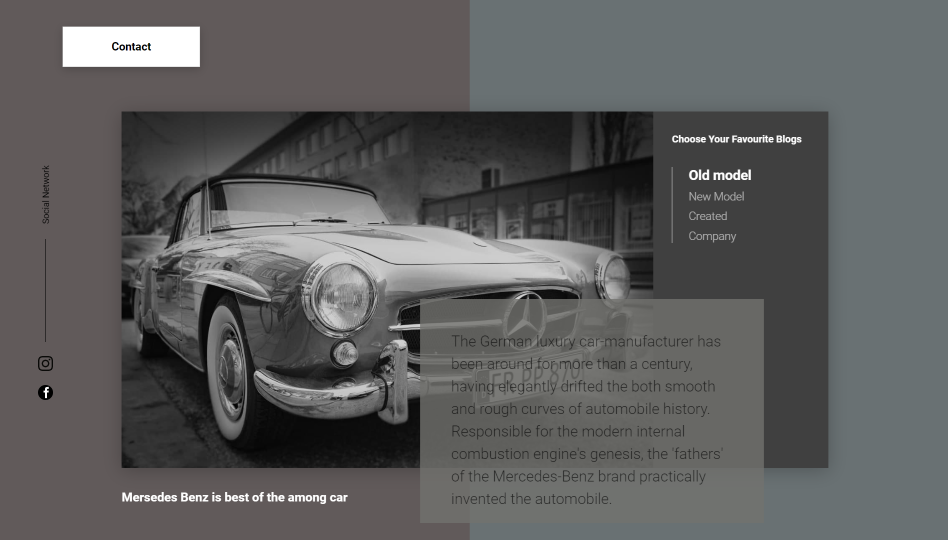 Contact
Choose Your Favourite Blogs
Old model
New Model
Created
Company
Social Network
The German luxury car-manufacturer has
been around for more than a century,
having elegantly drifted the both smooth
and rough curves of automobile history.
Responsible for the modern internal
combustion engine's genesis, the 'fathers'
of the Mercedes-Benz brand practically
invented the automobile.
Mersedes Benz is best of the among car